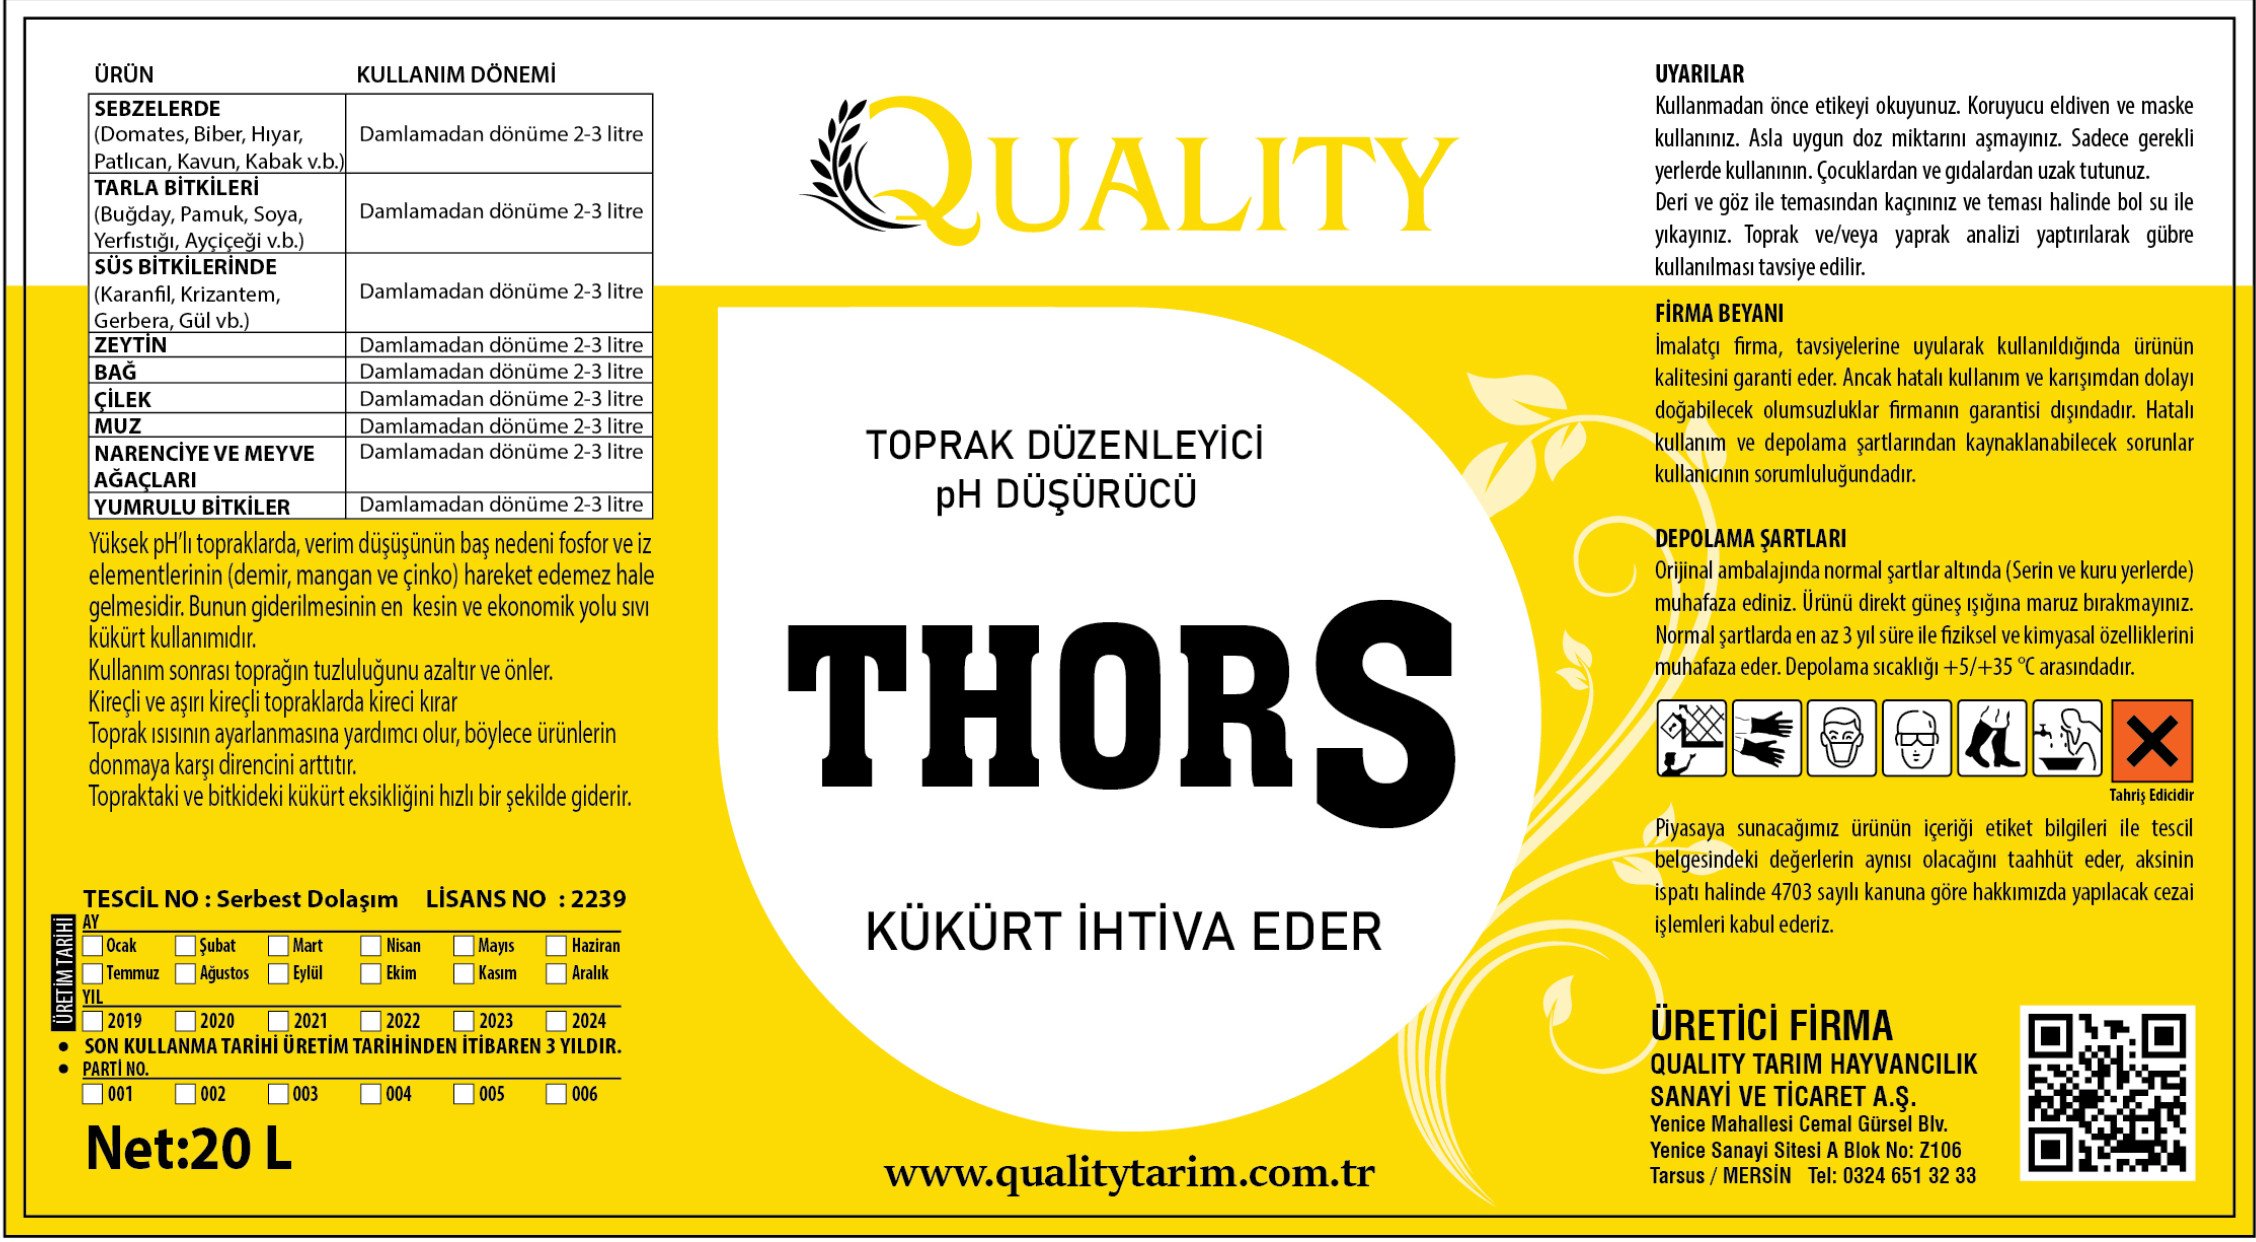 ÜRÜN KULLANIM DÖNEMİ
SEBZELERDE
(Domates, Biber, Hıyar, Damlamadan dönüme 2-3 litre
Patlıcan, Kavun, Kabak v.b.)
TARLA BİTKİLERİ
(Buğday, Pamuk, Soya, Damlamadan dönüme 2-3 litre
Yerfıstığı, Ayçiçeği v.b.)
SÜS BİTKİLERİNDE
(Karanfil, Krizantem, Damlamadan dönüme 2-3 litre
Gerbera, Gül vb.)
ZEYTİN Damlamadan dönüme 2-3 litre
BAĞ Damlamadan dönüme 2-3 litre
ÇİLEK Damlamadan dönüme 2-3 litre
MUZ Damlamadan dönüme 2-3 litre
NARENCİYE VE MEYVE Damlamadan dönüme 2-3 litre
AĞAÇLARI
YUMRULU BİTKİLER Damlamadan dönüme 2-3 litre
Yüksek pH'lı topraklarda, verim düşüşünün baş nedeni fosfor ve iz
elementlerinin (demir, mangan ve çinko) hareket edemez hale
gelmesidir. Bunun giderilmesinin en kesin ve ekonomik yolu sıvı
kükürt kullanımıdır.
Kullanım sonrası toprağın tuzluluğunu azaltır ve önler.
Kireçli ve aşırı kireçli topraklarda kireci kırar
Toprak ısısının ayarlanmasına yardımcı olur, böylece ürünlerin
donmaya karşı direncini arttıtır.
Topraktaki ve bitkideki kükürt eksikliğini hızlı bir şekilde giderir.
TESCİL NO : Serbest Dolaşım LİSANS NO : 2239
ÜRETİM TARİHİ
AY
Ocak Şubat Mart Nisan Mayıs Haziran
Temmuz Ağustos Eylül Ekim Kasım Aralık
YIL
2019 2020 2021 2022 2023 2024
• SON KULLANMA TARİHİ ÜRETİM TARİHİNDEN İTİBAREN 3 YILDIR.
• PARTİ NO.
001 002 003 004 005 006
Net:20 L
QUALITY
TOPRAK DÜZENLEYİCİ
pH DÜŞÜRÜCÜ
THORS
KÜKÜRT İHTİVA EDER
www.qualitytarim.com.tr
UYARILAR
Kullanmadan önce etikeyi okuyunuz. Koruyucu eldiven ve maske
kullanınız. Asla uygun doz miktarını aşmayınız. Sadece gerekli
yerlerde kullanının. Çocuklardan ve gıdalardan uzak tutunuz.
Deri ve göz ile temasından kaçınınız ve teması halinde bol su ile
yıkayınız. Toprak ve/veya yaprak analizi yaptırılarak gübre
kullanılması tavsiye edilir.
FİRMA BEYANI
İmalatçı firma, tavsiyelerine uyularak kullanıldığında ürünün
kalitesini garanti eder. Ancak hatalı kullanım ve karışımdan dolayı
doğabilecek olumsuzluklar firmanın garantisi dışındadır. Hatalı
kullanım ve depolama şartlarından kaynaklanabilecek sorunlar
kullanıcının sorumluluğundadır.
DEPOLAMA ŞARTLARI
Orijinal ambalajında normal şartlar altında (Serin ve kuru yerlerde)
muhafaza ediniz. Ürünü direkt güneş ışığına maruz bırakmayınız.
Normal şartlarda en az 3 yıl süre ile fiziksel ve kimyasal özelliklerini
muhafaza eder. Depolama sıcaklığı +5/+35 °C arasındadır.
Tahriş Edicidir
Piyasaya sunacağımız ürünün içeriği etiket bilgileri ile tescil
belgesindeki değerlerin aynısı olacağını taahhüt eder, aksinin
ispatı halinde 4703 sayılı kanuna göre hakkımızda yapılacak cezai
işlemleri kabul ederiz.
ÜRETİCİ FİRMA
QUALITY TARIM HAYVANCILIK
SANAYİ VE TİCARET A.Ş.
Yenice Mahallesi Cemal Gürsel Blv.
Yenice Sanayi Sitesi A Blok No: Z106
Tarsus / MERSİN Tel: 0324 651 32 33